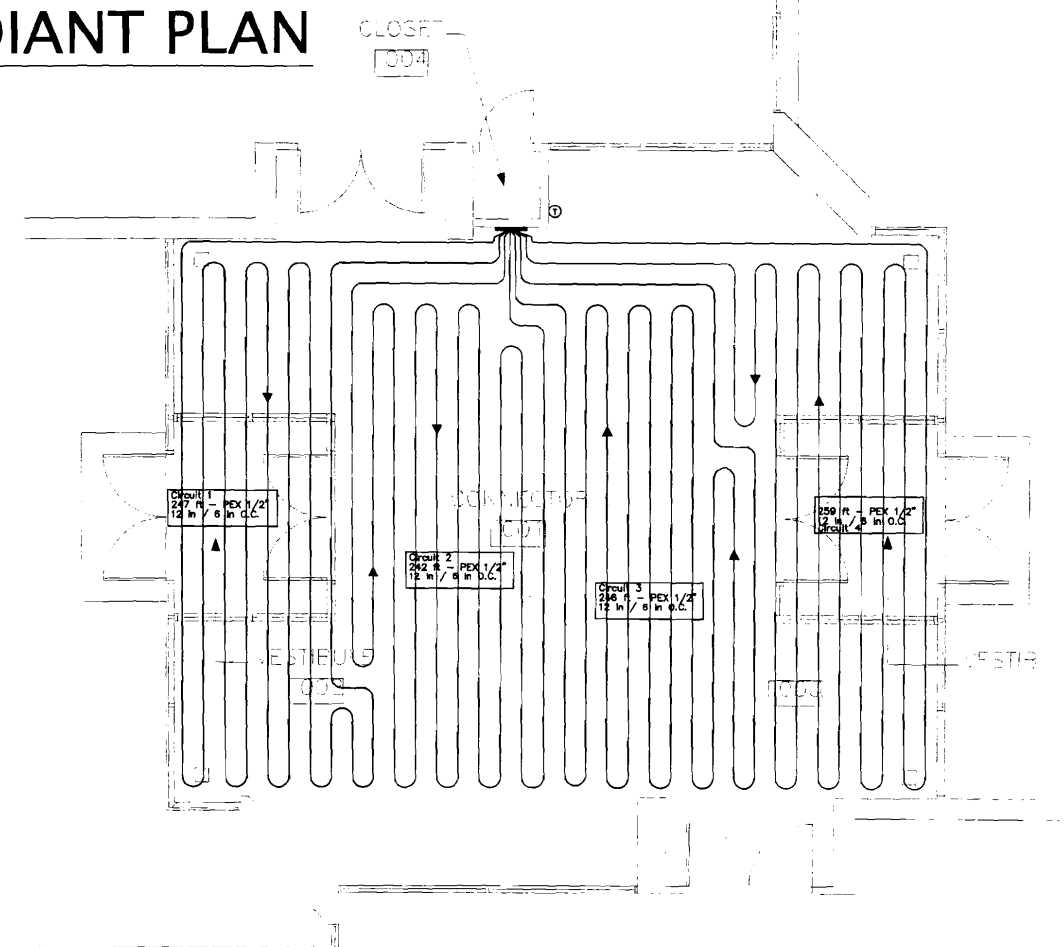 DIANT PLAN
CLOSET
004
T
Circuit 1
247 ft - PEX 1/2"
12 in / 6 in O.C.
CONNECTOR
001
259 ft - PEX 1/2"
12 in / 6 in O.C.
Circuit 4
Circuit 2
242 ft - PEX 1/2"
12 in / 6 in O.C.
Circuit 3
246 ft - PEX 1/2"
12 in / 6 in O.C.
VESTIBULE
002
VESTIB